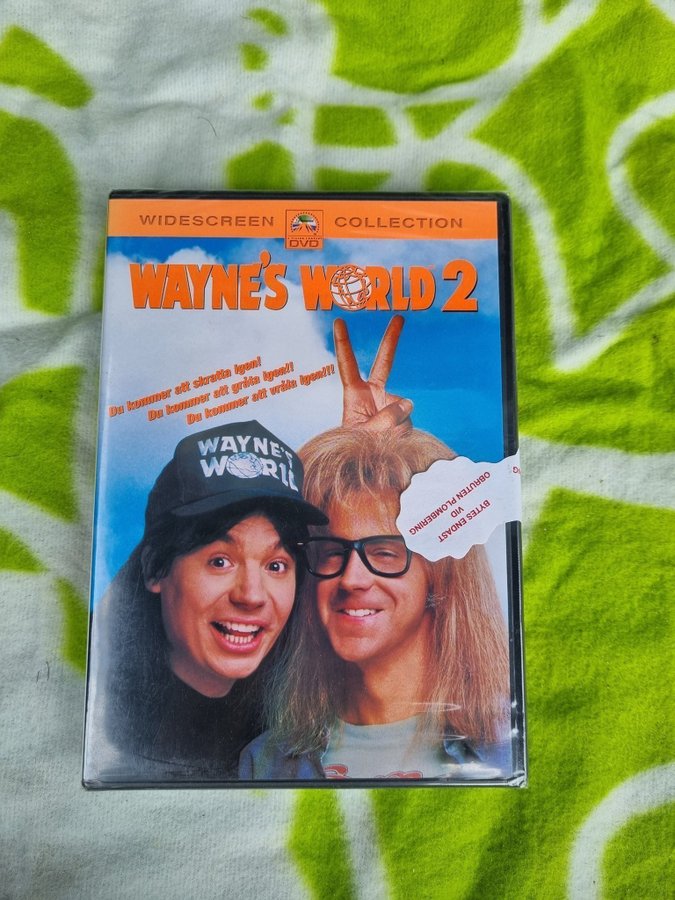 WIDESCREEN DVD COLLECTION
WAYNE'S WORLD 2
Du kommer att skratta igen!
Du kommer att gråta igen!!
Du kommer att vråla igen!!!
WAYNE'S
WORLD
BYTES ENDAST
VID
OBRUTEN PLOMBERING